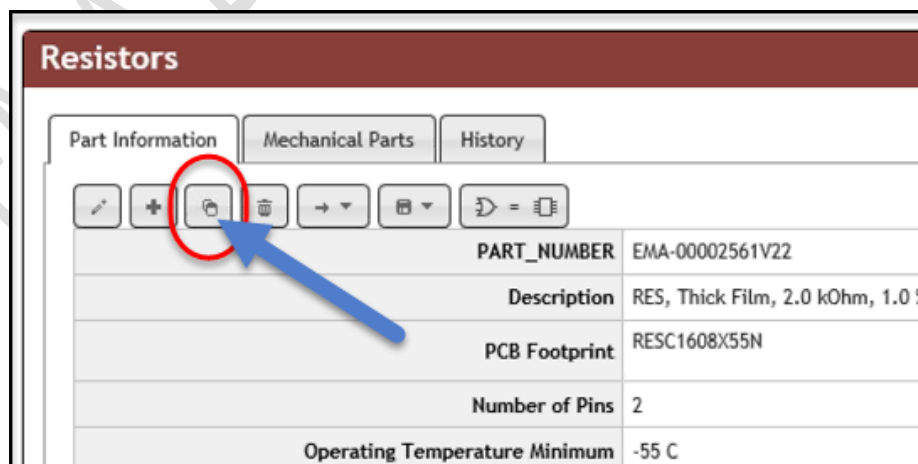 Resistors
Part Information Mechanical Parts History
PART_NUMBER EMA-00002561V22
Description RES, Thick Film, 2.0 kOhm, 1.0
PCB Footprint RESC1608X55N
Number of Pins 2
Operating Temperature Minimum -55 C